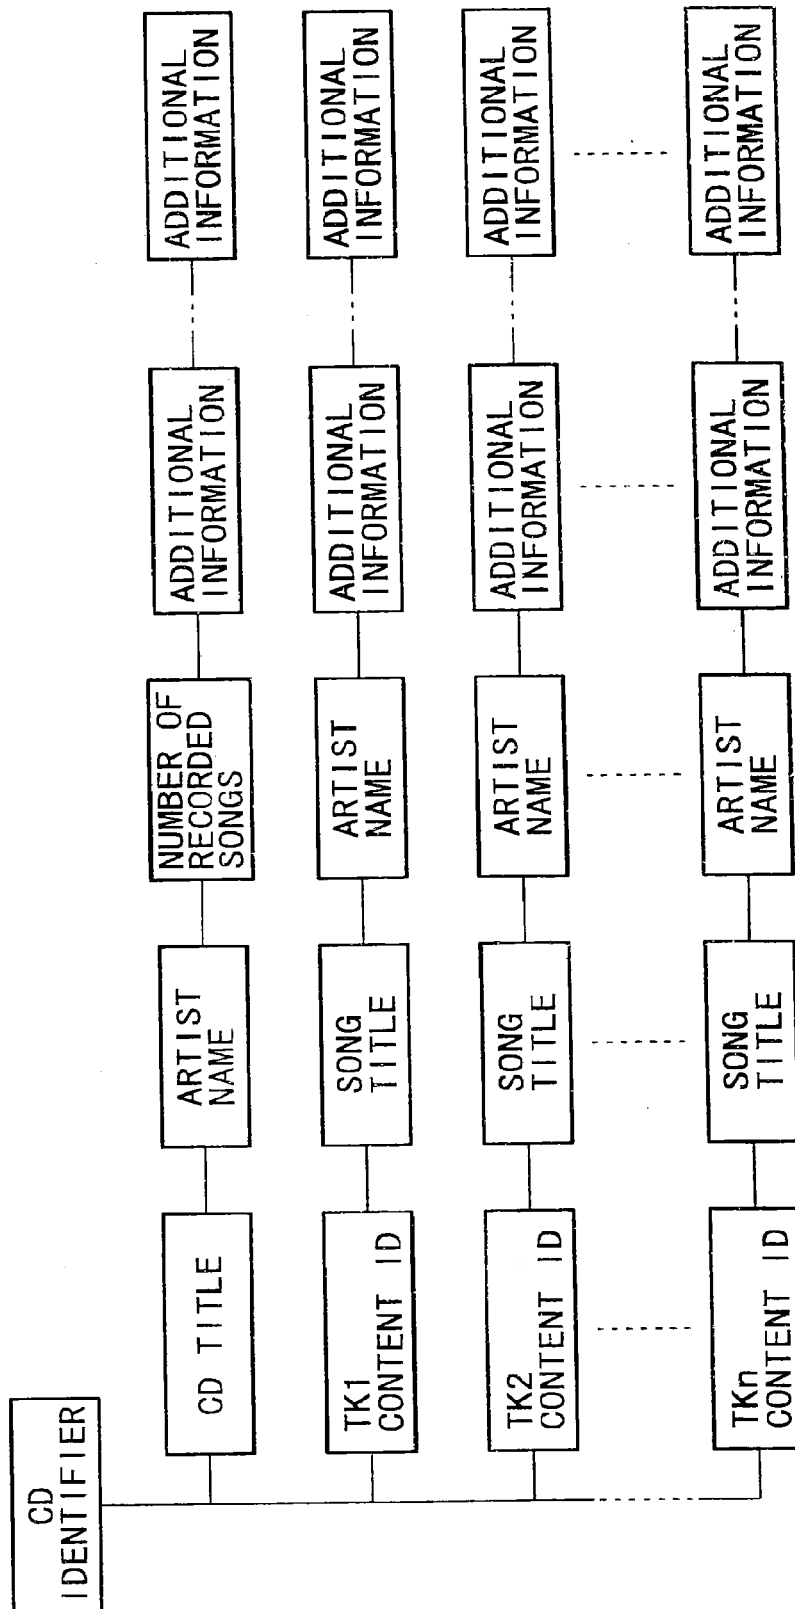 CD
IDENTIFIER
CD TITLE
ARTIST
NAME
NUMBER OF
RECORDED
SONGS
ADDITIONAL
INFORMATION
ADDITIONAL
INFORMATION
TK1
CONTENT ID
SONG
TITLE
ARTIST
NAME
ADDITIONAL
INFORMATION
ADDITIONAL
INFORMATION
TK2
CONTENT ID
SONG
TITLE
ARTIST
NAME
ADDITIONAL
INFORMATION
ADDITIONAL
INFORMATION
TKn
CONTENT ID
SONG
TITLE
ARTIST
NAME
ADDITIONAL
INFORMATION
ADDITIONAL
INFORMATION